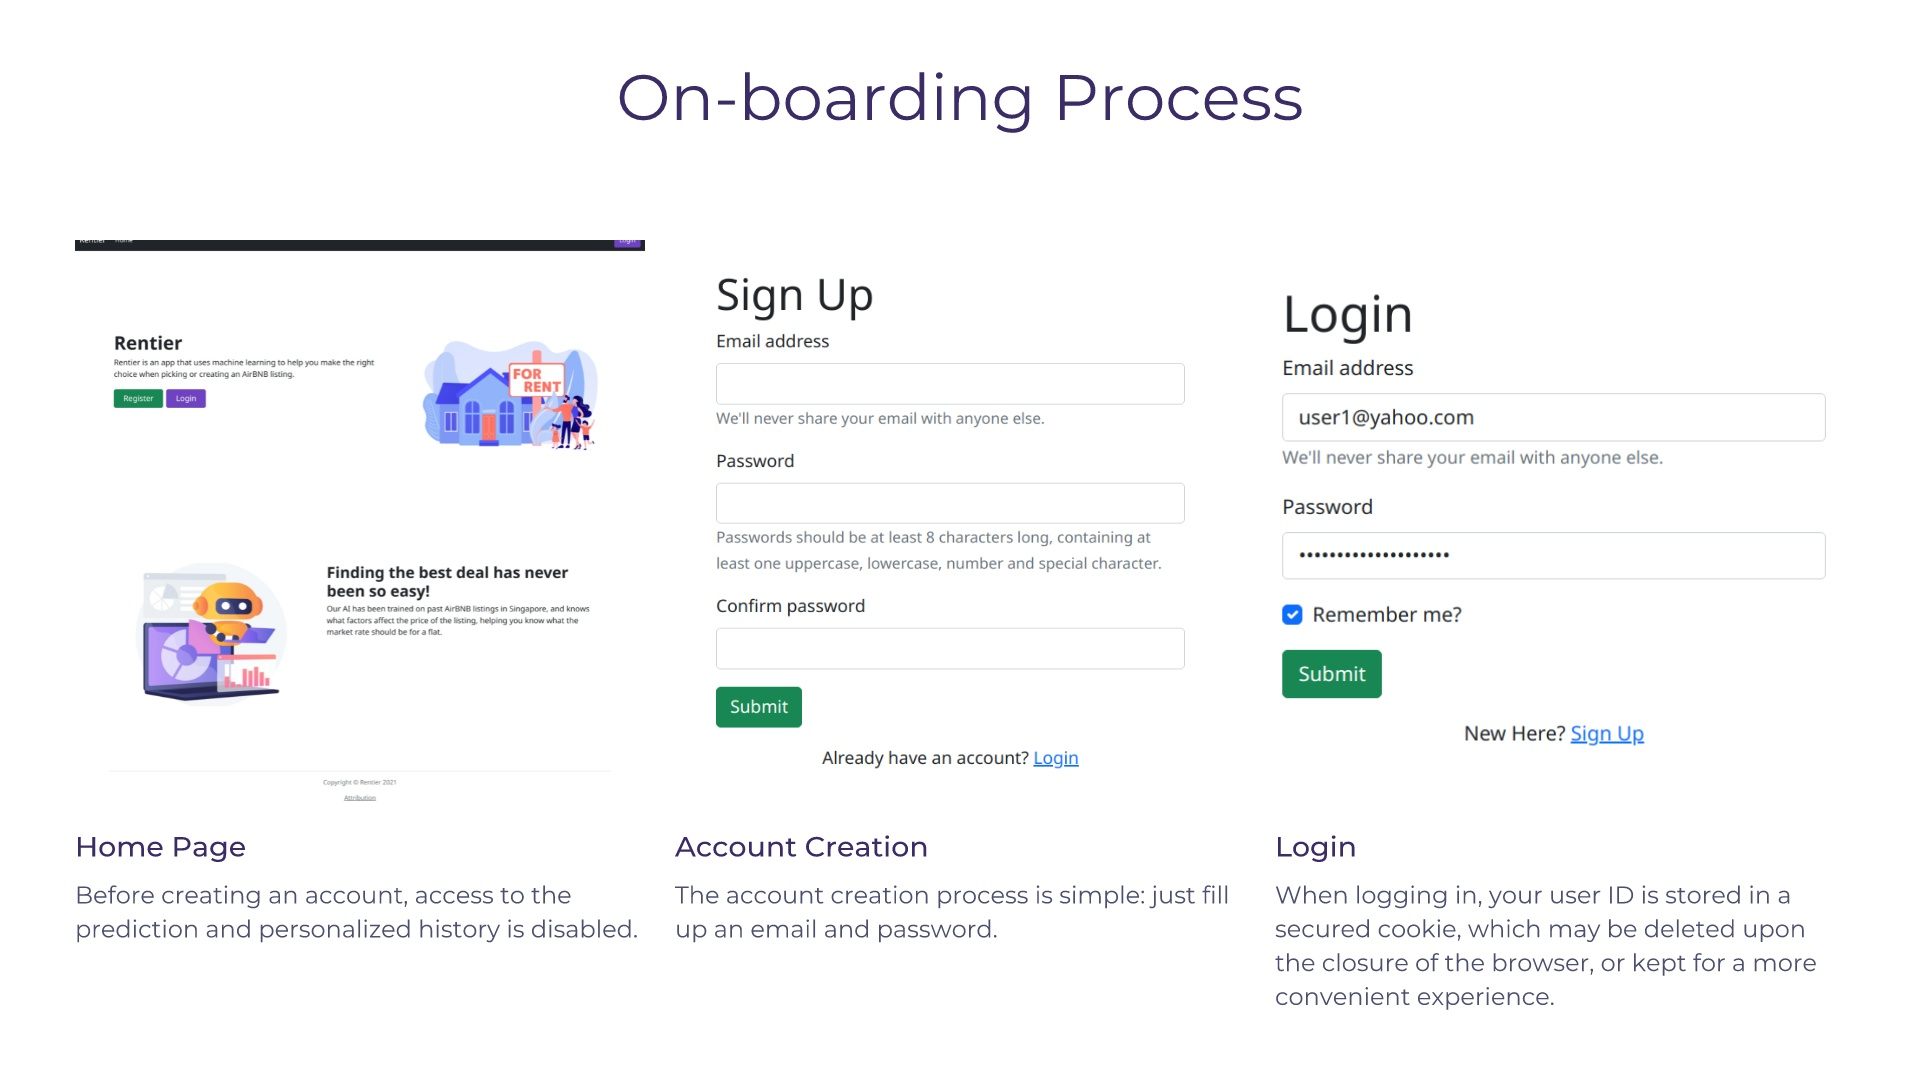 On-boarding Process
Rentier Home Login
Rentier
Rentier is an app that uses machine learning to help you make the right
choice when picking or creating an AirBNB listing.
Register Login
FOR
RENT
Finding the best deal has never
been so easy!
Our AI has been trained on past AirBNB listings in Singapore, and knows
what factors affect the price of the listing, helping you know what the
market rate should be for a flat.
Copyright © Rentier 2021
Attribution
Home Page
Before creating an account, access to the
prediction and personalized history is disabled.
Sign Up
Email address
We'll never share your email with anyone else.
Password
Passwords should be at least 8 characters long, containing at
least one uppercase, lowercase, number and special character.
Confirm password
Submit
Already have an account? Login
Account Creation
The account creation process is simple: just fill
up an email and password.
Login
Email address
user1@yahoo.com
We'll never share your email with anyone else.
Password
••••••••••••••••••••
Remember me?
Submit
New Here? Sign Up
Login
When logging in, your user ID is stored in a
secured cookie, which may be deleted upon
the closure of the browser, or kept for a more
convenient experience.